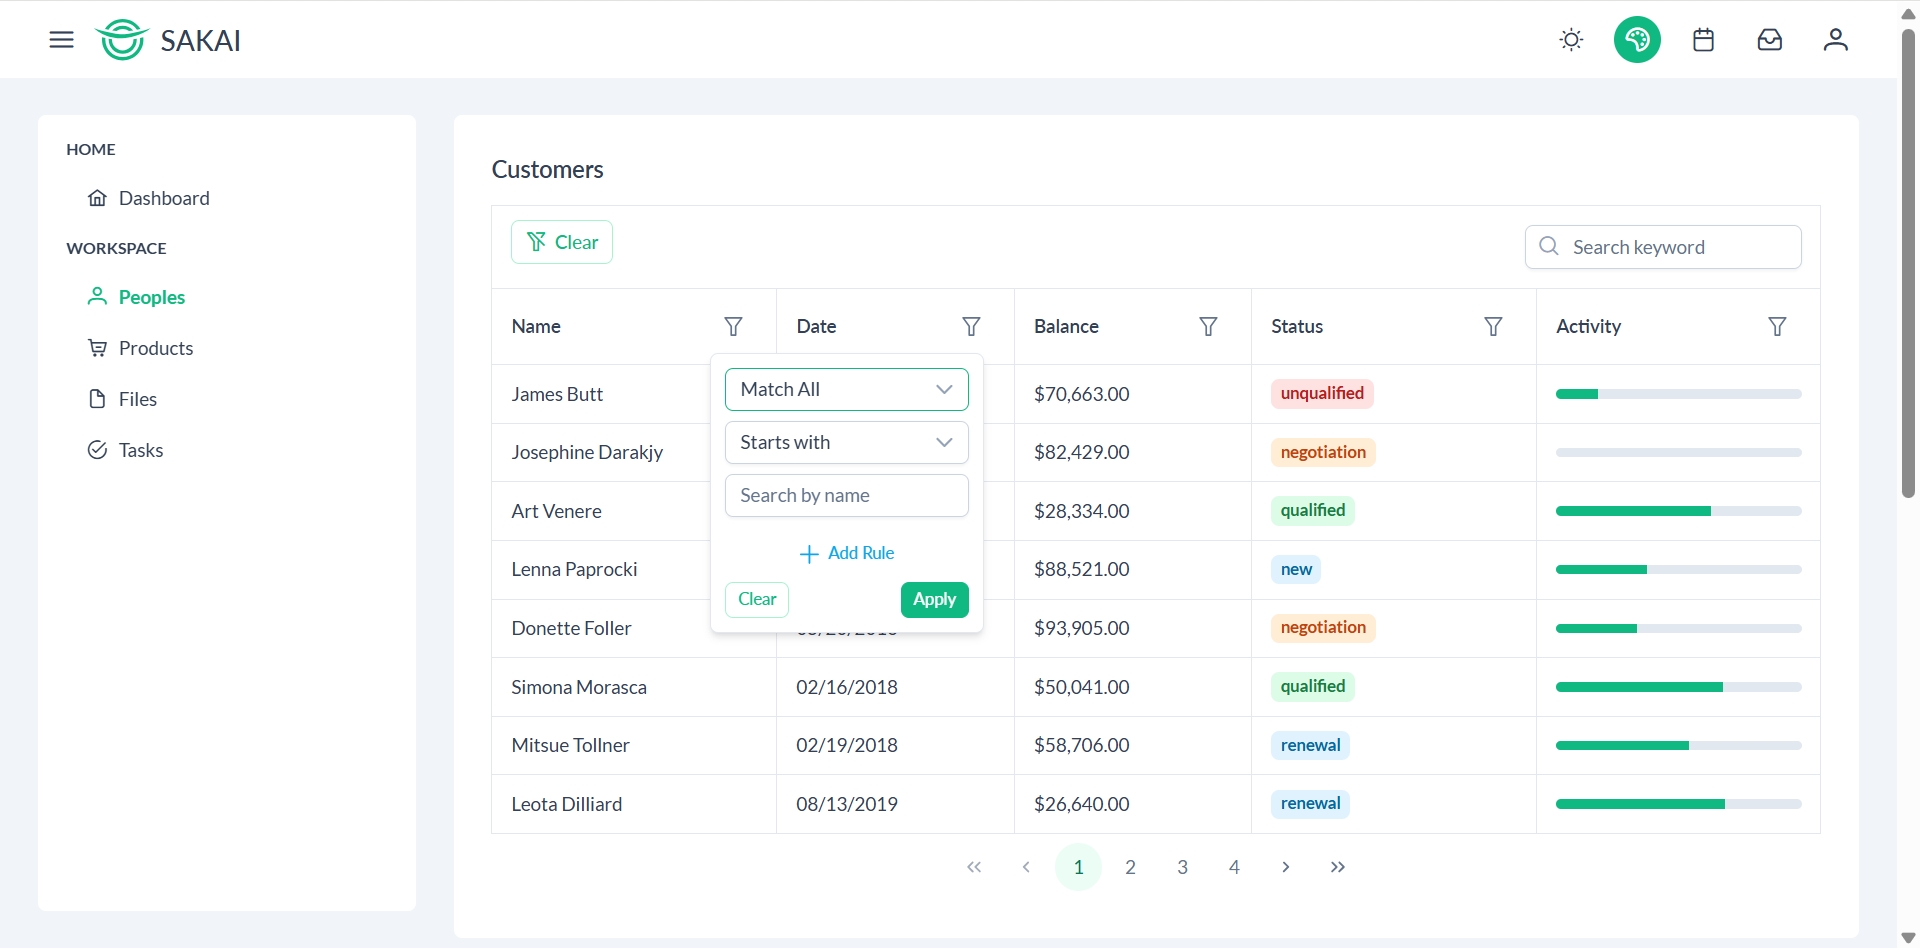 SAKAI
HOME
Dashboard
WORKSPACE
Peoples
Products
Files
Tasks
Customers
Clear
Search keyword
Name Date Balance Status Activity
Match All
Starts with
Search by name
Add Rule
Clear Apply
James Butt $70,663.00 unqualified
Josephine Darakjy $82,429.00 negotiation
Art Venere $28,334.00 qualified
Lenna Paprocki $88,521.00 new
Donette Foller $93,905.00 negotiation
Simona Morasca 02/16/2018 $50,041.00 qualified
Mitsue Tollner 02/19/2018 $58,706.00 renewal
Leota Dilliard 08/13/2019 $26,640.00 renewal
1 2 3 4